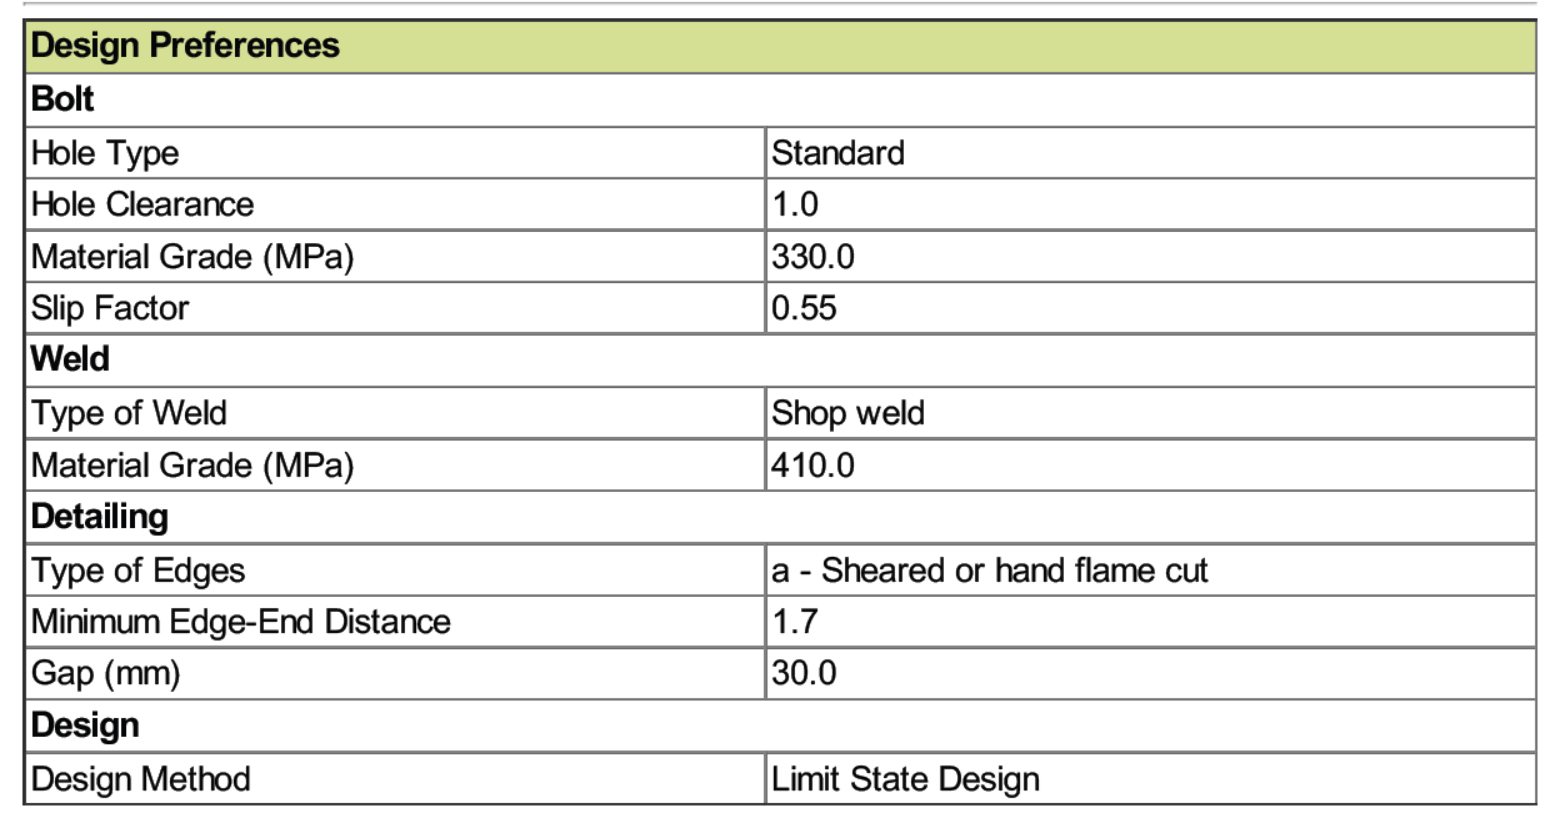 Design Preferences
Bolt
Hole Type Standard
Hole Clearance 1.0
Material Grade (MPa) 330.0
Slip Factor 0.55
Weld
Type of Weld Shop weld
Material Grade (MPa) 410.0
Detailing
Type of Edges a - Sheared or hand flame cut
Minimum Edge-End Distance 1.7
Gap (mm) 30.0
Design
Design Method Limit State Design